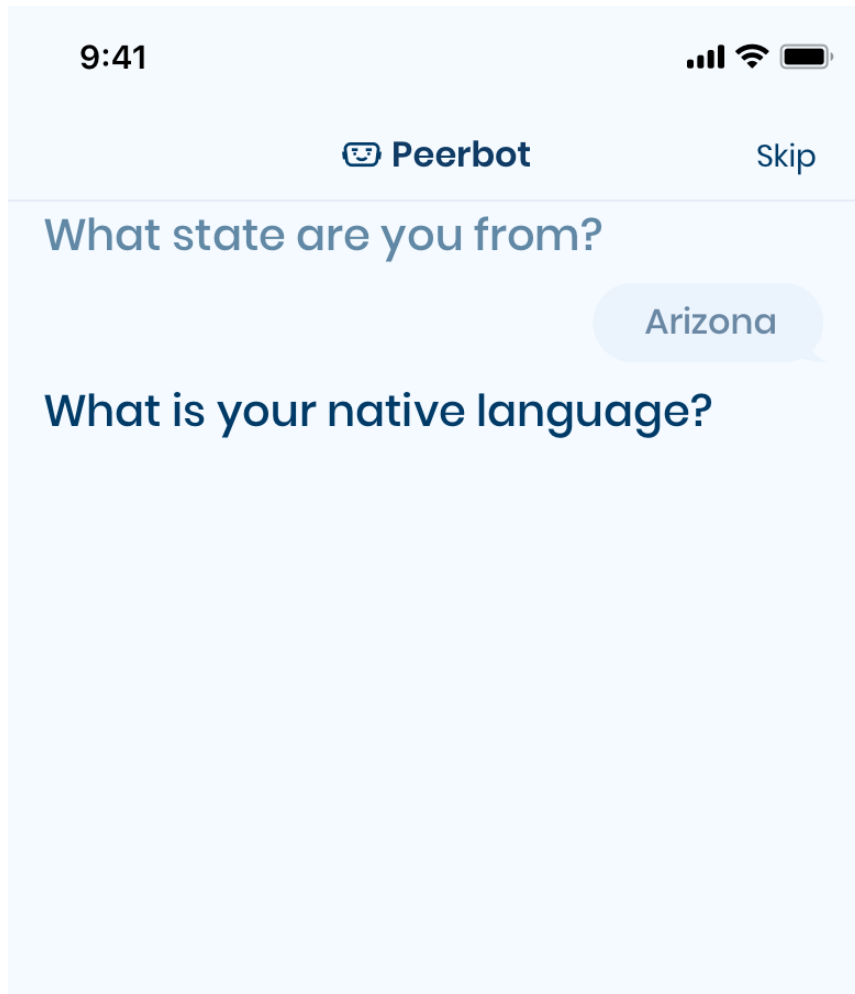 9:41
Peerbot
Skip
What state are you from?
Arizona
What is your native language?